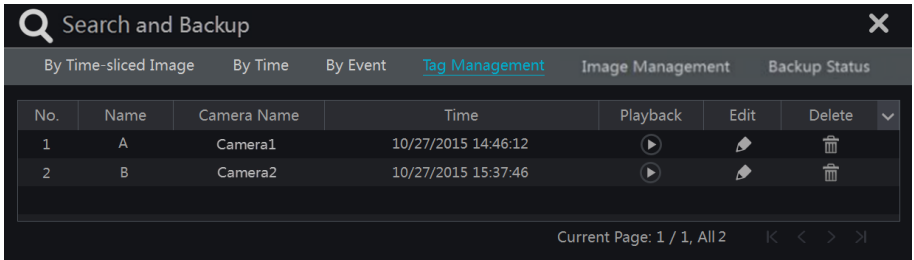 Search and Backup
By Time-sliced Image By Time By Event Tag Management Image Management Backup Status
No. Name Camera Name Time Playback Edit Delete
1 A Camera1 10/27/2015 14:46:12
2 B Camera2 10/27/2015 15:37:46
Current Page: 1 / 1, All 2